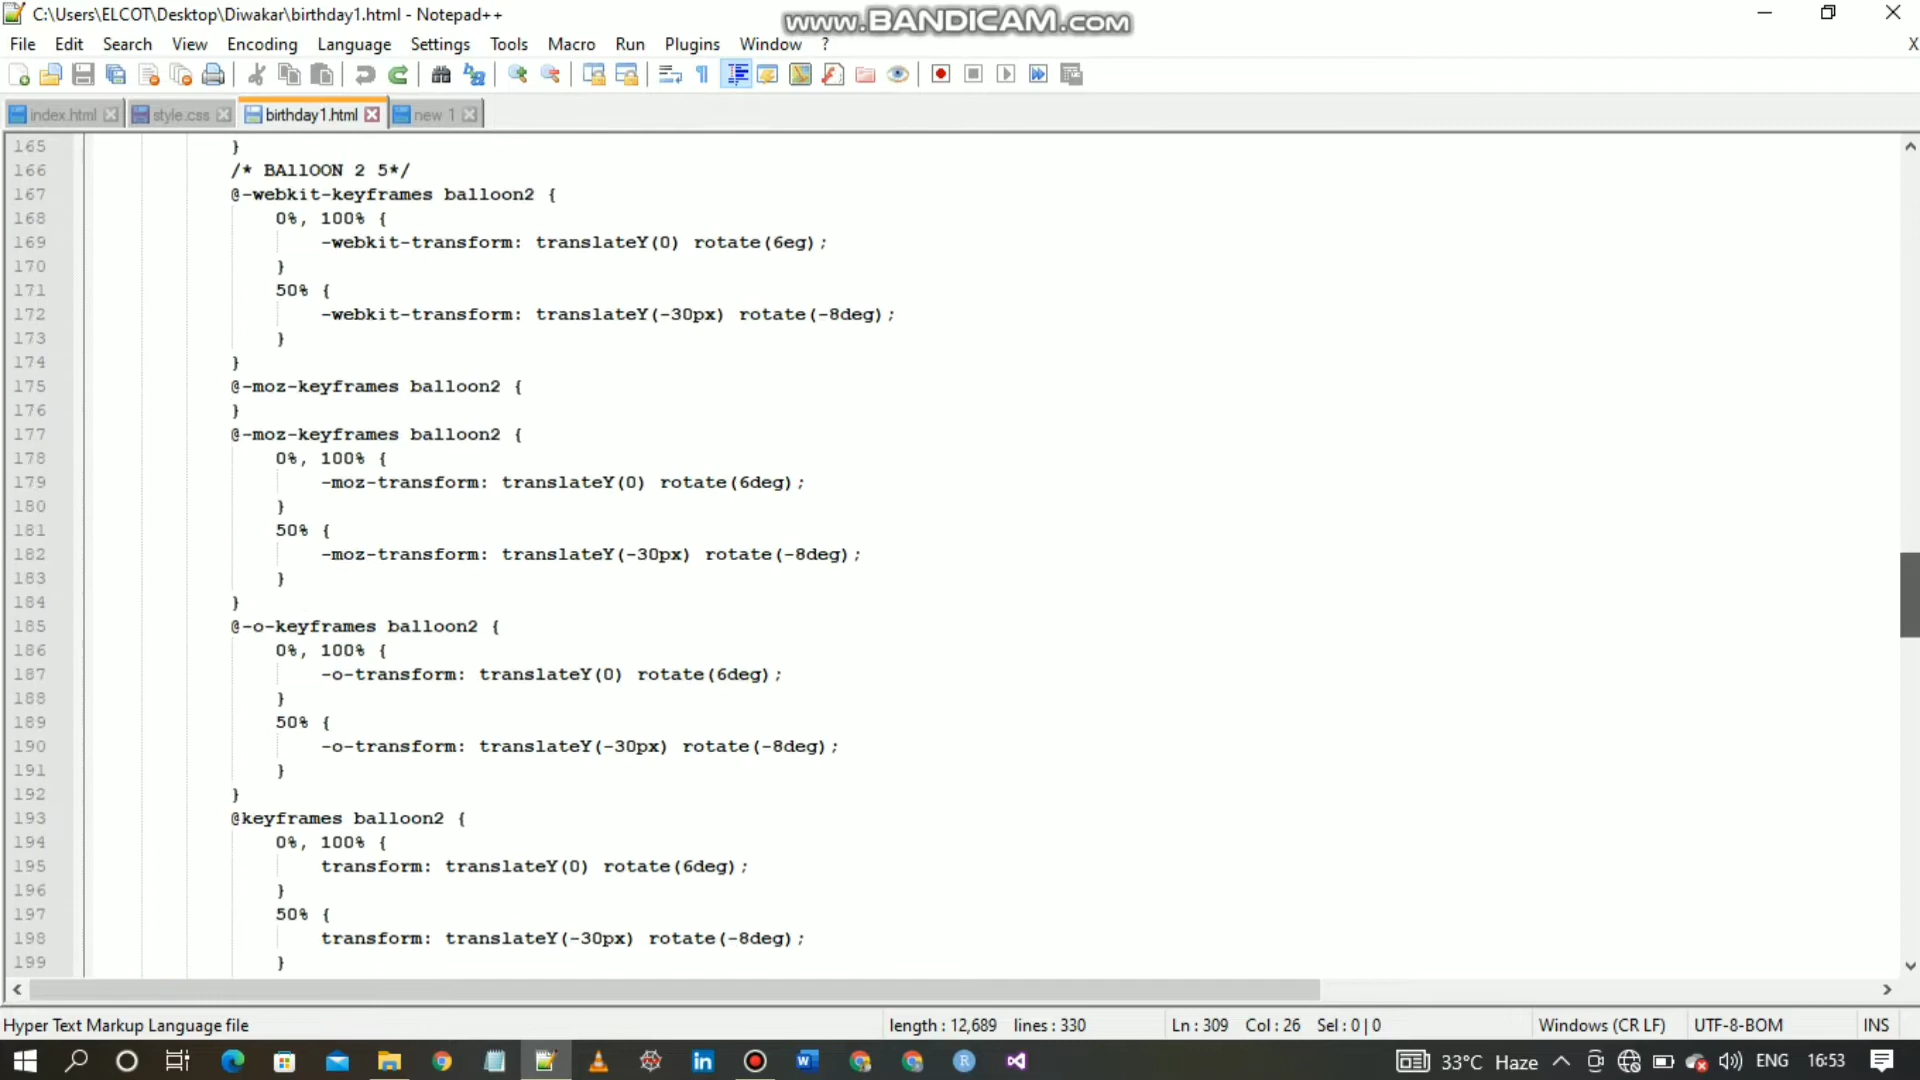 C:\Users\ELCOT\Desktop\Diwakar\birthday1.html - Notepad++
www.BANDICAM.com
File Edit Search View Encoding Language Settings Tools Macro Run Plugins Window ? X
index.html style.css birthday1.html new 1
165 }
166 /* BAllOON 2 5*/
167 @-webkit-keyframes balloon2 {
168 0%, 100% {
169 -webkit-transform: translateY(0) rotate(6eg);
170 }
171 50% {
172 -webkit-transform: translateY(-30px) rotate(-8deg);
173 }
174 }
175 @-moz-keyframes balloon2 {
176 }
177 @-moz-keyframes balloon2 {
178 0%, 100% {
179 -moz-transform: translateY(0) rotate(6deg);
180 }
181 50% {
182 -moz-transform: translateY(-30px) rotate(-8deg);
183 }
184 }
185 @-o-keyframes balloon2 {
186 0%, 100% {
187 -o-transform: translateY(0) rotate(6deg);
188 }
189 50% {
190 -o-transform: translateY(-30px) rotate(-8deg);
191 }
192 }
193 @keyframes balloon2 {
194 0%, 100% {
195 transform: translateY(0) rotate(6deg);
196 }
197 50% {
198 transform: translateY(-30px) rotate(-8deg);
199 }
Hyper Text Markup Language file length : 12,689 lines : 330 Ln : 309 Col : 26 Sel : 0 | 0 Windows (CR LF) UTF-8-BOM INS
33°C Haze ENG 16:53